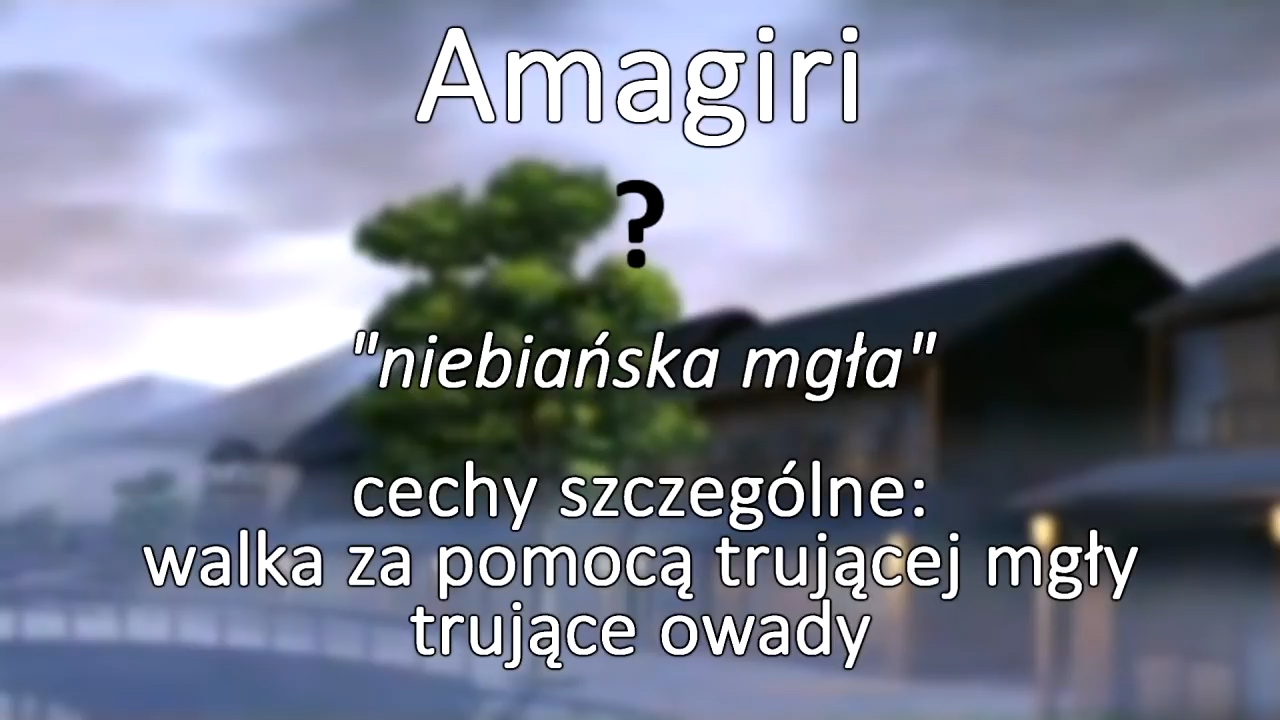 Amagiri
?
"niebiańska mgła"
cechy szczególne:
walka za pomocą trującej mgły
trujące owady